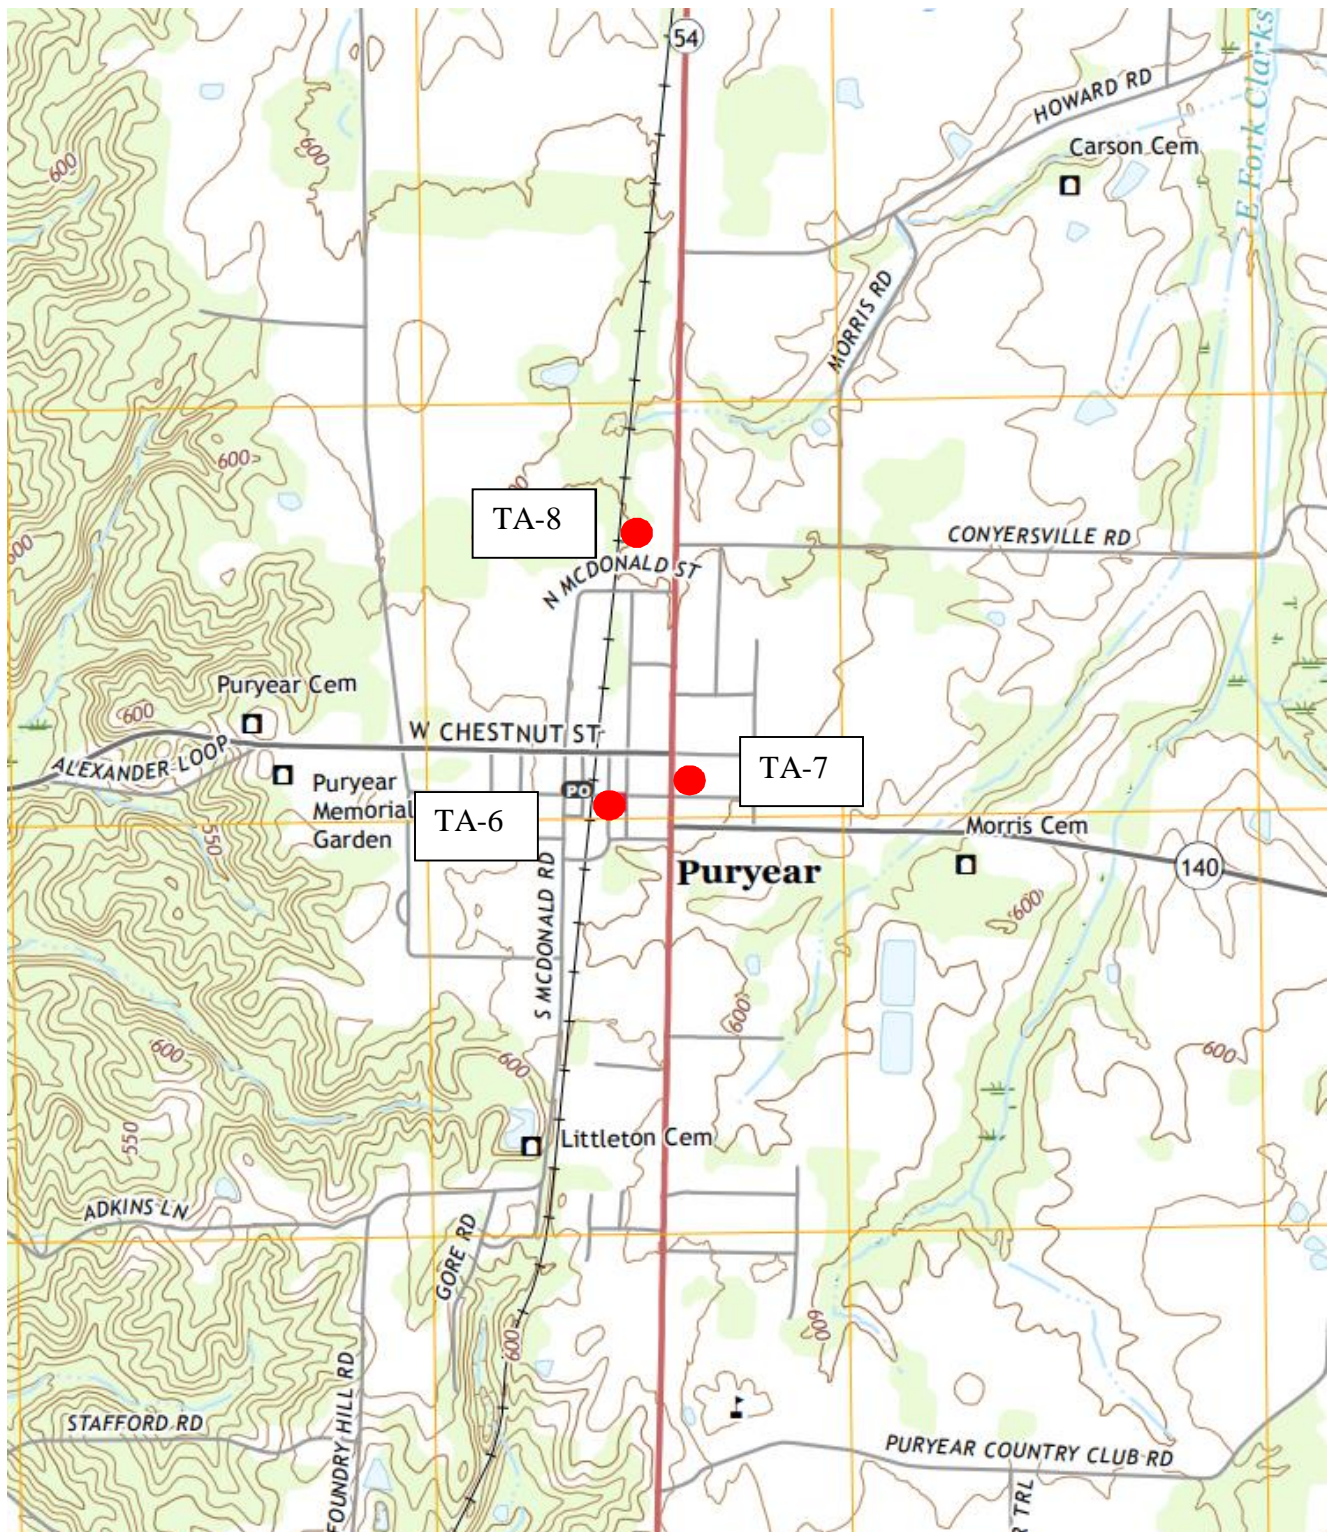 54
HOWARD RD
Carson Cem
E Fork Clarks
600
600
MORRIS RD
600
TA-8
CONYERSVILLE RD
N MCDONALD ST
600
Puryear Cem
600
W CHESTNUT ST
ALEXANDER LOOP
TA-7
Puryear
Memorial
Garden
PO
TA-6
550
Morris Cem
140
Puryear
S MCDONALD RD
600
600
600
600
600
550
Littleton Cem
ADKINS LN
GORE RD
600
600
STAFFORD RD
FOUNDRY HILL RD
PURYEAR COUNTRY CLUB RD
R TRL